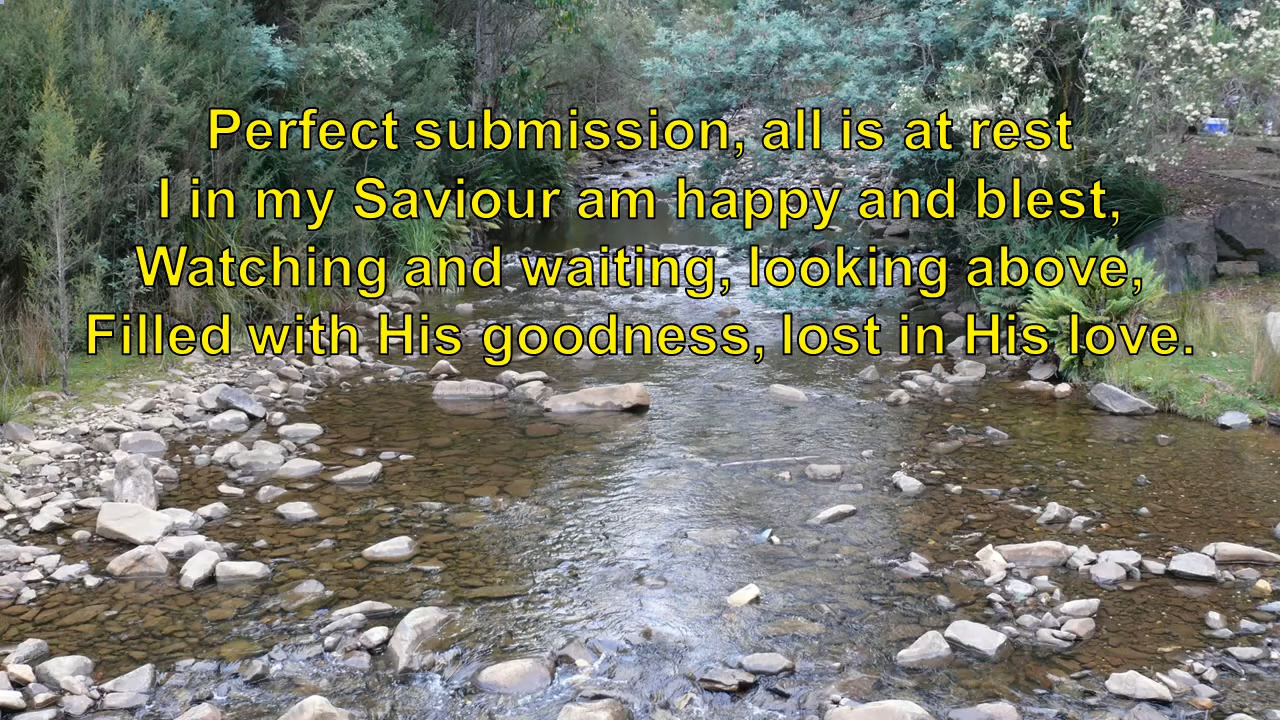 Perfect submission, all is at rest
I in my Saviour am happy and blest,
Watching and waiting, looking above,
Filled with His goodness, lost in His love.